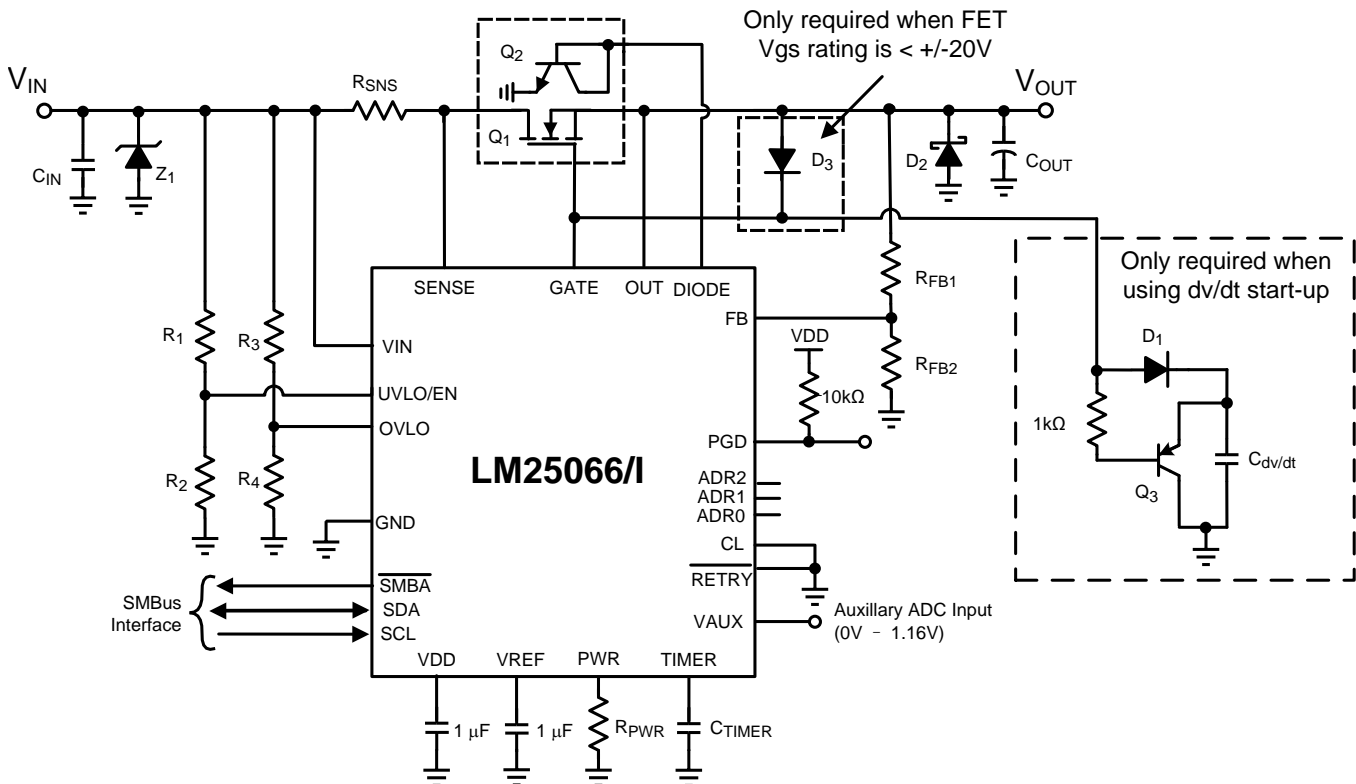 Only required when FET
Vgs rating is < +/-20V
VIN
RSNS
Q2
Q1
VOUT
CIN
Z1
D3
D2
COUT
Only required when
using dv/dt start-up
SENSE
GATE
OUT
DIODE
RFB1
FB
VDD
R1
R3
VIN
D1
RFB2
UVLO/EN
10kΩ
1kΩ
OVLO
PGD
Cdv/dt
R2
R4
LM25066/I
ADR2
ADR1
ADR0
Q3
GND
CL
RETRY
SMBA
SMBus
Interface
SDA
SCL
VAUX
Auxillary ADC Input
(0V - 1.16V)
VDD
VREF
PWR
TIMER
1 μF
1 μF
RPWR
CTIMER